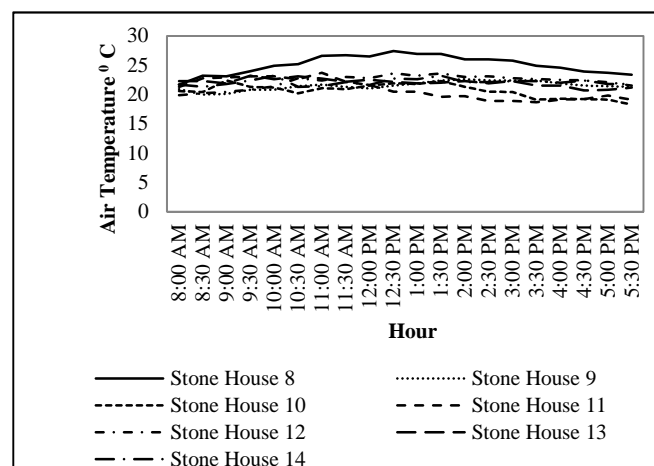 30
25
20
15
10
5
0
Air Temperature ⁰ C
8:00 AM
8:30 AM
9:00 AM
9:30 AM
10:00 AM
10:30 AM
11:00 AM
11:30 AM
12:00 PM
12:30 PM
1:00 PM
1:30 PM
2:00 PM
2:30 PM
3:00 PM
3:30 PM
4:00 PM
4:30 PM
5:00 PM
5:30 PM
Hour
Stone House 8
Stone House 9
Stone House 10
Stone House 11
Stone House 12
Stone House 13
Stone House 14